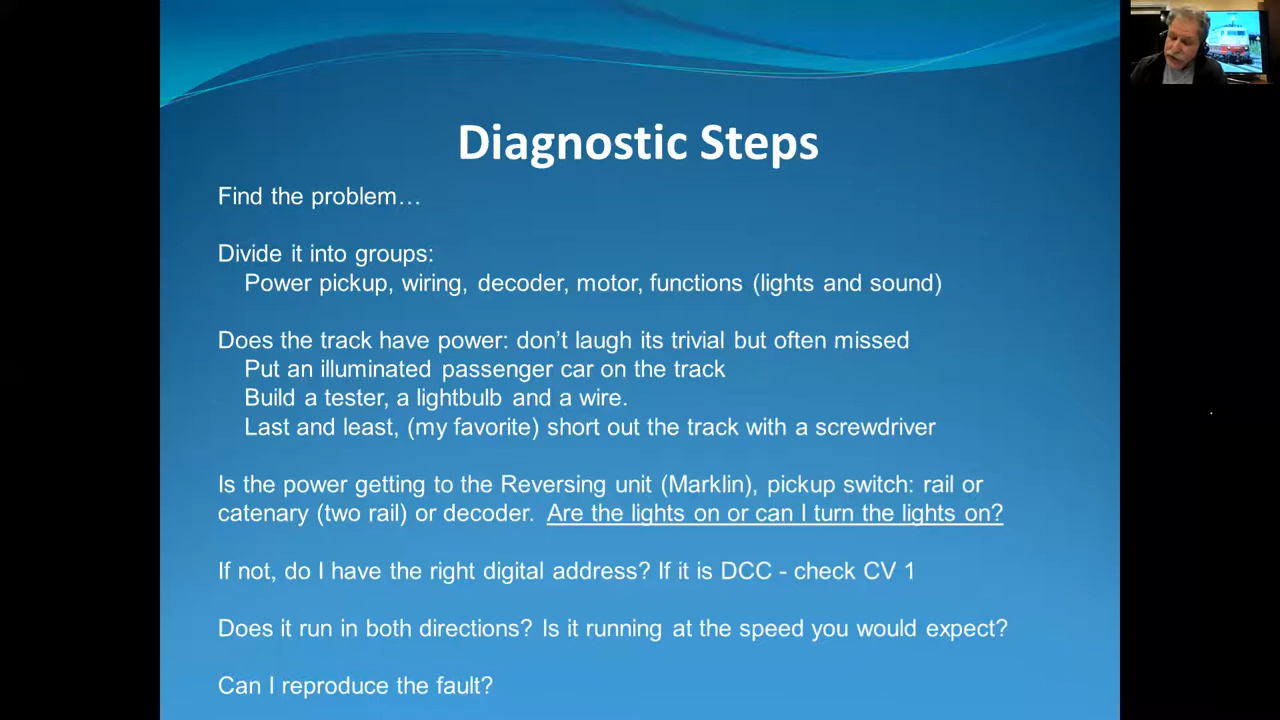 Diagnostic Steps
Find the problem…
Divide it into groups:
Power pickup, wiring, decoder, motor, functions (lights and sound)
Does the track have power: don’t laugh its trivial but often missed
Put an illuminated passenger car on the track
Build a tester, a lightbulb and a wire.
Last and least, (my favorite) short out the track with a screwdriver
Is the power getting to the Reversing unit (Marklin), pickup switch: rail or
catenary (two rail) or decoder. Are the lights on or can I turn the lights on?
If not, do I have the right digital address? If it is DCC - check CV 1
Does it run in both directions? Is it running at the speed you would expect?
Can I reproduce the fault?